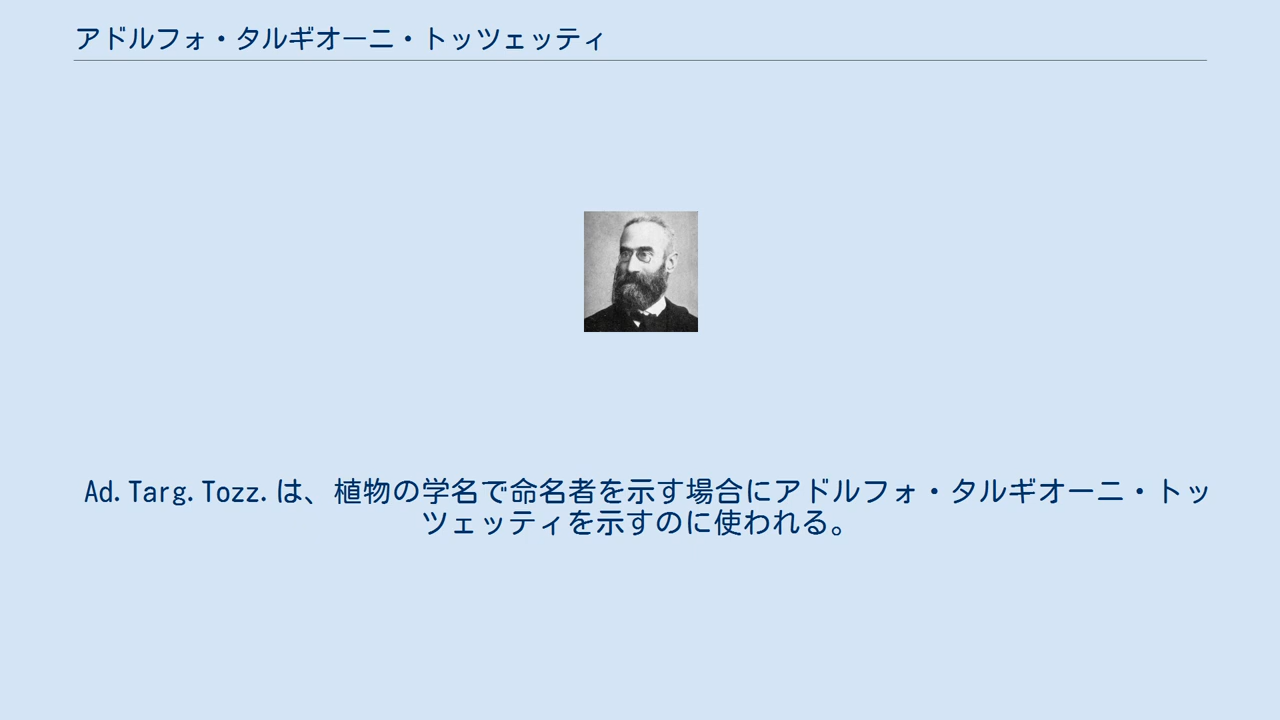 アドルフォ・タルギオーニ・トッツェッティ
Ad.Targ.Tozz.は、植物の学名で命名者を示す場合にアドルフォ・タルギオーニ・トッ
ツェッティを示すのに使われる。